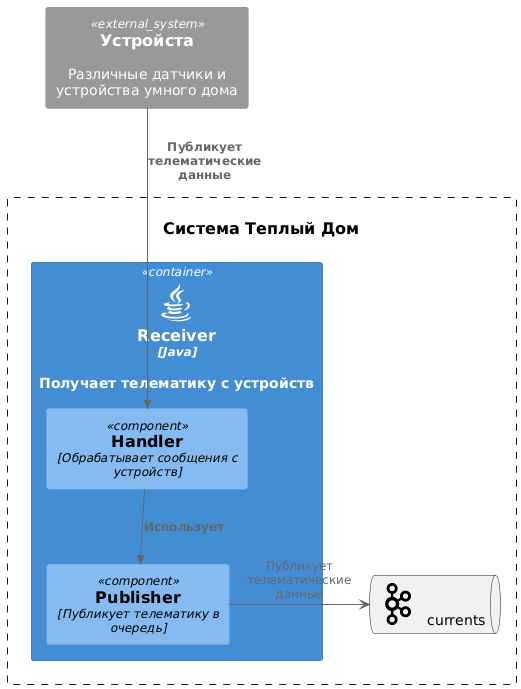 «external_system»
Устроста
Различные датчики и
устройства умного дома
Публикует
телематические
данные
Система Теплый Дом
«container»
Receiver
[Java]
Получает телематику с устройств
«component»
Handler
[Обрабатывает сообщения с
устройств]
Использует
«component»
Publisher
[Публикует телематику в
очередь]
Публикует
телематические
данные
currents